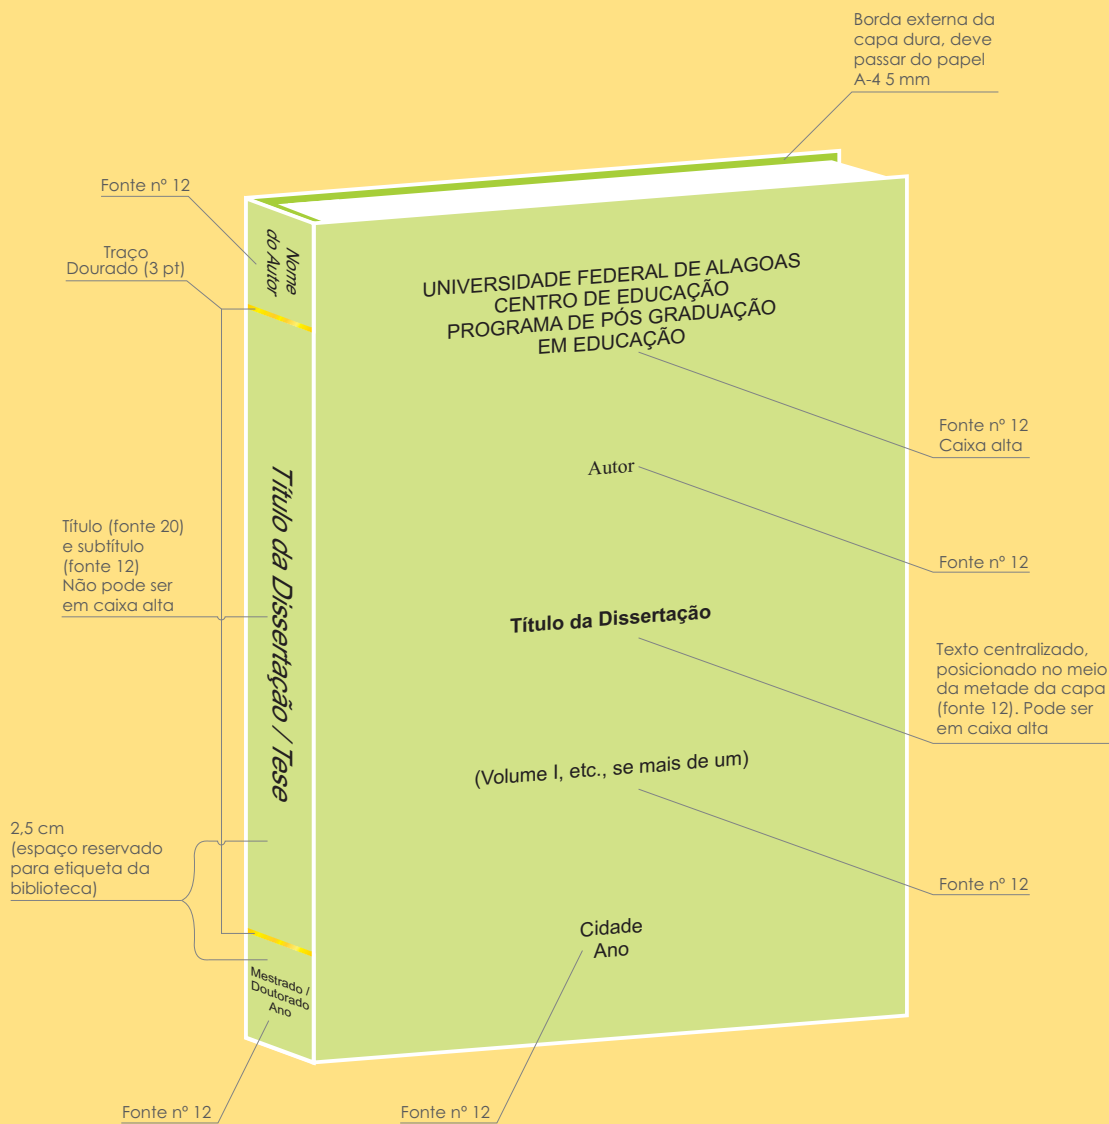 Borda externa da
capa dura, deve
passar do papel
A-4 5 mm
Fonte nº 12
Traço
Dourado (3 pt)
Nome
do Autor
UNIVERSIDADE FEDERAL DE ALAGOAS
CENTRO DE EDUCAÇÃO
PROGRAMA DE PÓS GRADUAÇÃO
EM EDUCAÇÃO
Fonte nº 12
Caixa alta
Autor
Título (fonte 20)
e subtítulo
(fonte 12)
Não pode ser
em caixa alta
Título da Dissertação / Tese
Fonte nº 12
Título da Dissertação
Texto centralizado,
posicionado no meio
da metade da capa
(fonte 12). Pode ser
em caixa alta
(Volume I, etc., se mais de um)
2,5 cm
(espaço reservado
para etiqueta da
biblioteca)
Fonte nº 12
Cidade
Ano
Mestrado /
Doutorado
Ano
Fonte nº 12
Fonte nº 12